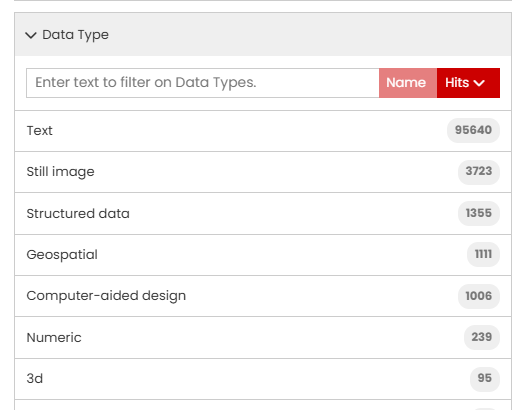 Data Type
Enter text to filter on Data Types. Name Hits
Text 95640
Still image 3723
Structured data 1355
Geospatial 1111
Computer-aided design 1006
Numeric 239
3d 95